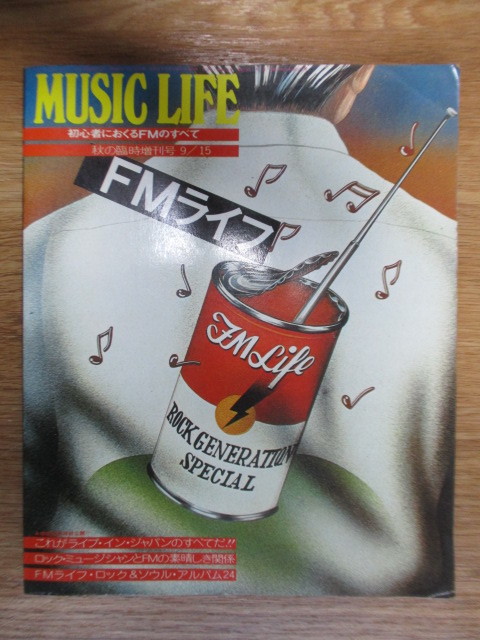 MUSIC LIFE
初心者におくるFMのすべて
秋の臨時増刊号 9/15
FMライフ
FM Life
ROCK GENERATION
SPECIAL
これがライブ・イン・ジャパンのすべてだ!!
ロック・ミュージシャンとFMの素晴しき関係
FMライフ・ロック&ソウル・アルバム24